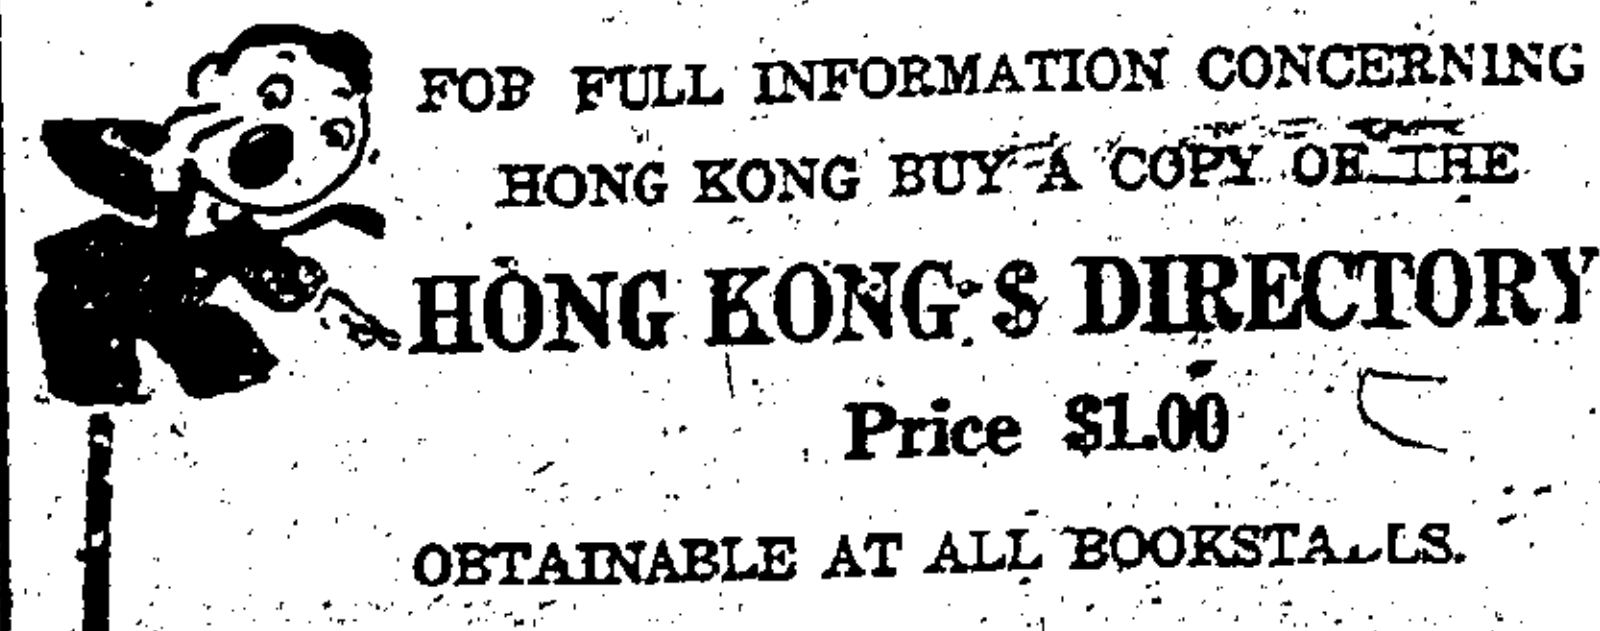 FOR FULL INFORMATION CONCERNING
HONG KONG BUY A COPY OF THE
HONG KONG'S DIRECTORY
Price $1.00
OBTAINABLE AT ALL BOOKSTALLS.